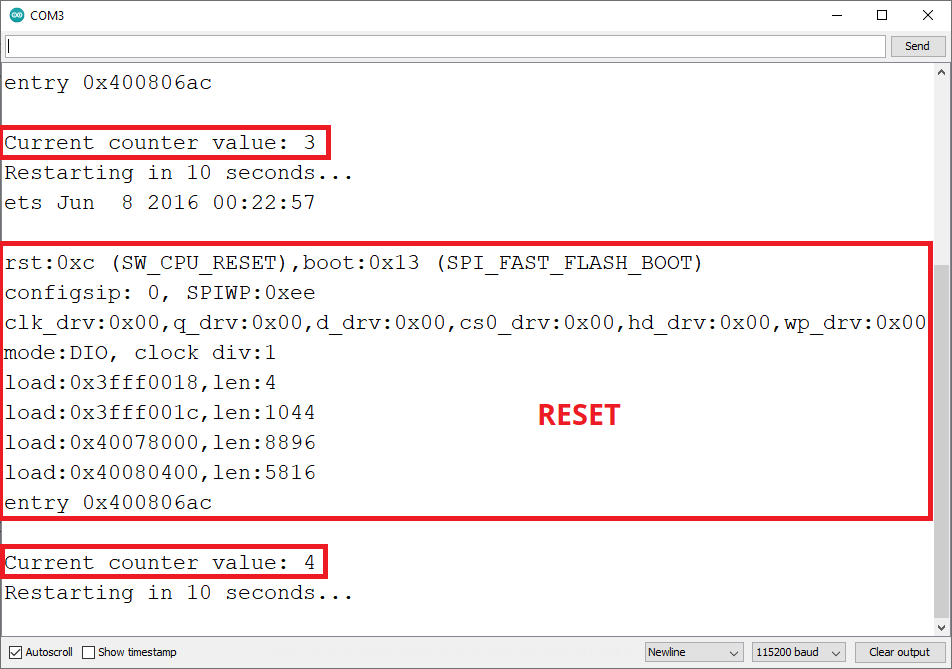 COM3
Send
entry 0x400806ac
Current counter value: 3
Restarting in 10 seconds...
ets Jun  8 2016 00:22:57
rst:0xc (SW_CPU_RESET),boot:0x13 (SPI_FAST_FLASH_BOOT)
configsip: 0, SPIWP:0xee
clk_drv:0x00,q_drv:0x00,d_drv:0x00,cs0_drv:0x00,hd_drv:0x00,wp_drv:0x00
mode:DIO, clock div:1
load:0x3fff0018,len:4
load:0x3fff001c,len:1044
load:0x40078000,len:8896
load:0x40080400,len:5816
entry 0x400806ac
RESET
Current counter value: 4
Restarting in 10 seconds...
Autoscroll Show timestamp Newline 115200 baud Clear output